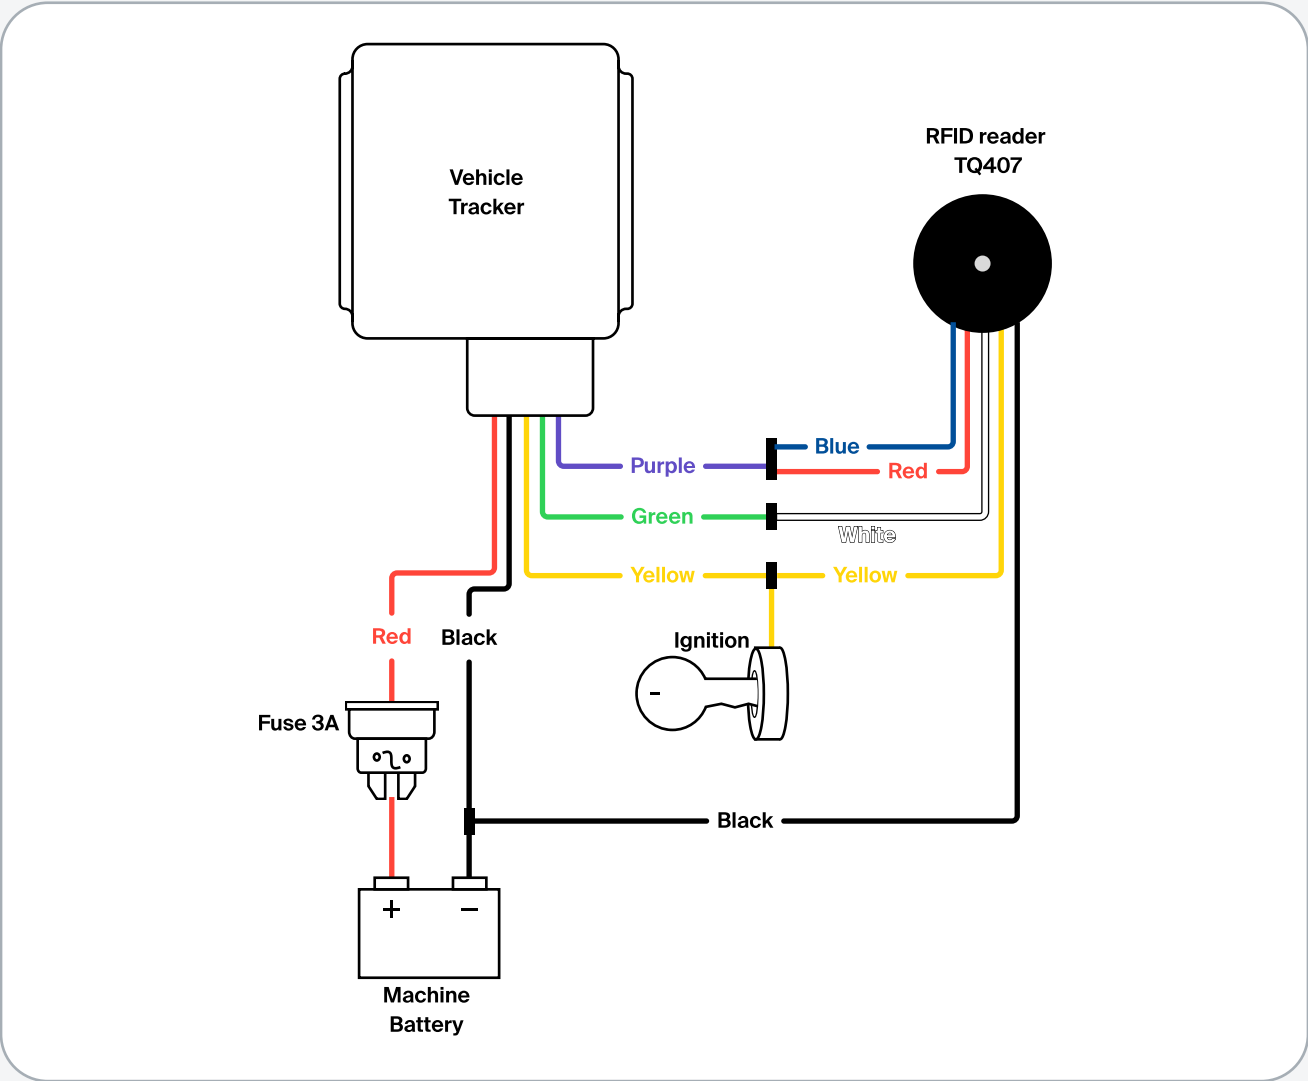 Vehicle
Tracker
RFID reader
TQ407
Blue
Purple
Red
Green
White
Yellow
Yellow
Red
Black
Ignition
Fuse 3A
Black
+
−
Machine
Battery